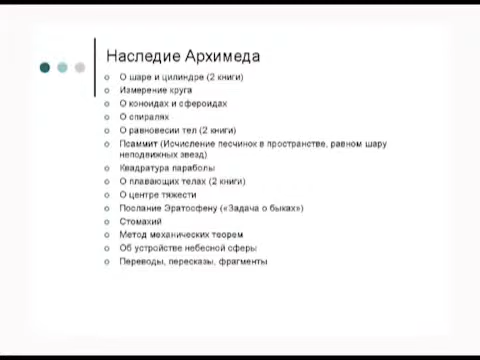 Наследие Архимеда
О шаре и цилиндре (2 книги)
Измерение круга
О коноидах и сфероидах
О спиралях
О равновесии тел (2 книги)
Псаммит (Исчисление песчинок в пространстве, равном шару
неподвижных звезд)
Квадратура параболы
О плавающих телах (2 книги)
О центре тяжести
Послание Эратосфену («Задача о быках»)
Стомахий
Метод механических теорем
Об устройстве небесной сферы
Переводы, пересказы, фрагменты